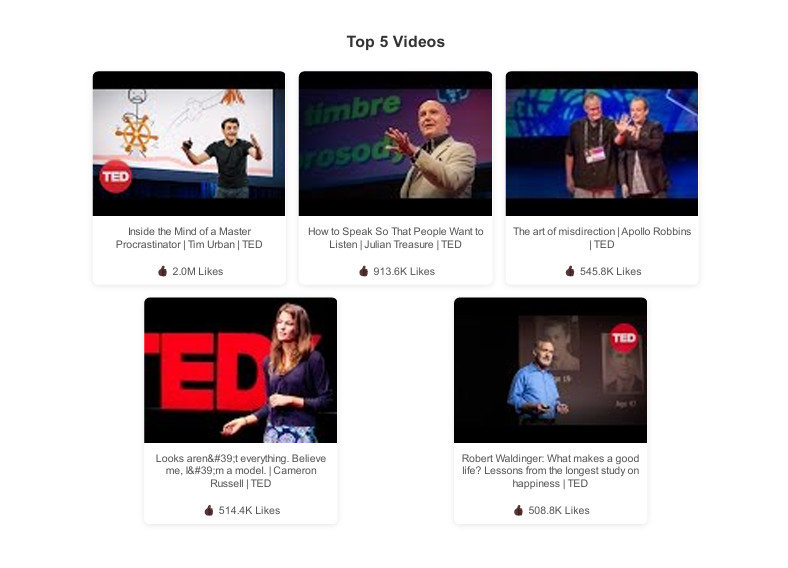 Top 5 Videos
TED
timbre
prosody
Inside the Mind of a Master
Procrastinator | Tim Urban | TED
How to Speak So That People Want to
Listen | Julian Treasure | TED
The art of misdirection | Apollo Robbins
| TED
2.0M Likes
913.6K Likes
545.8K Likes
TED
TED
Age 19
Looks aren&#39;t everything. Believe
me, I&#39;m a model. | Cameron
Russell | TED
Robert Waldinger: What makes a good
life? Lessons from the longest study on
happiness | TED
514.4K Likes
508.8K Likes